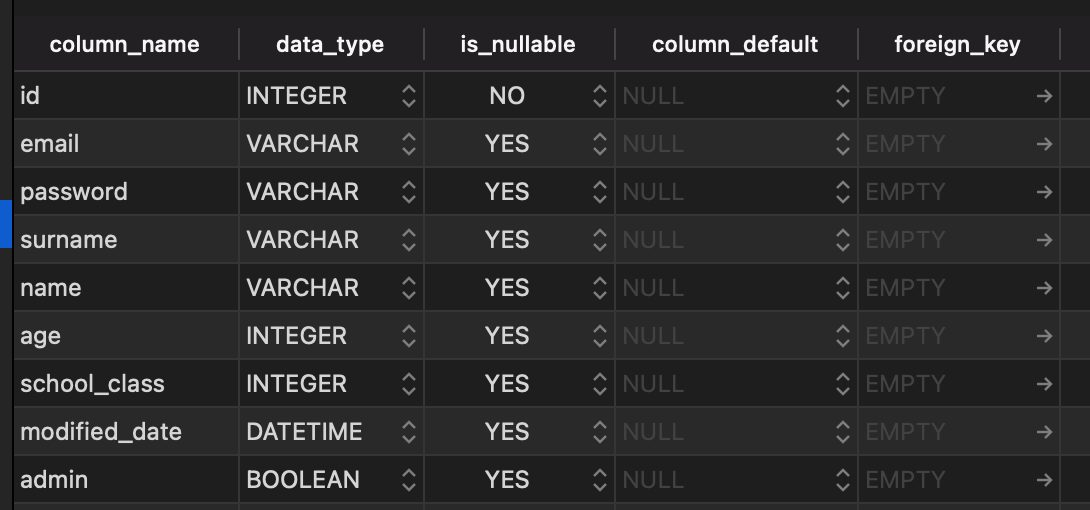 column_name data_type is_nullable column_default foreign_key
id INTEGER NO NULL EMPTY
email VARCHAR YES NULL EMPTY
password VARCHAR YES NULL EMPTY
surname VARCHAR YES NULL EMPTY
name VARCHAR YES NULL EMPTY
age INTEGER YES NULL EMPTY
school_class INTEGER YES NULL EMPTY
modified_date DATETIME YES NULL EMPTY
admin BOOLEAN YES NULL EMPTY